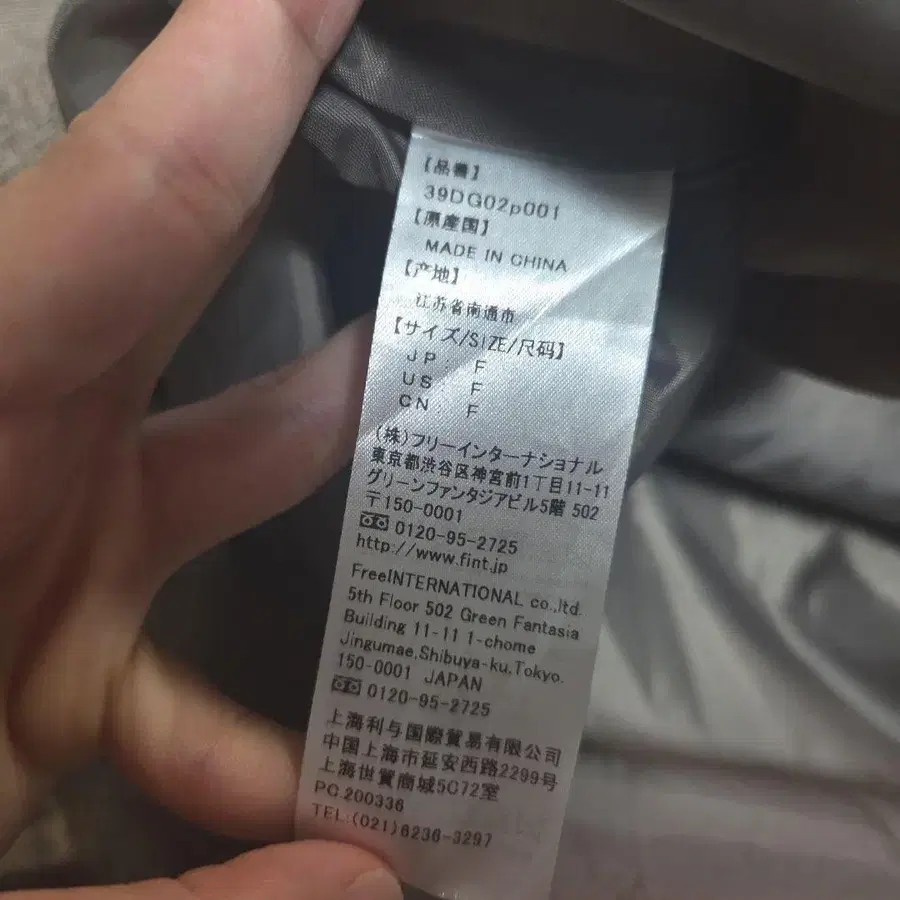 【品番】
39DG02p001
【原産国】
MADE IN CHINA
【产地】
江苏省南通市
【サイズ/SIZE/尺码】
JP : F
US : F
CN : F
(株)フリーインターナショナル
東京都渋谷区神宮前1丁目11-11
グリーンファンタジアビル5階 502
〒150-0001
0120-95-2725
http://www.fint.jp
FreeINTERNATIONAL co.,ltd.
5th Floor 502 Green Fantasia
Building 11-11 1-chome
Jingumae,Shibuya-ku,Tokyo.
150-0001 JAPAN
0120-95-2725
上海利与国際貿易有限公司
中国上海市延安西路2299号
上海世貿商城5C72室
PC.200336
TEL:(021)6236-3297